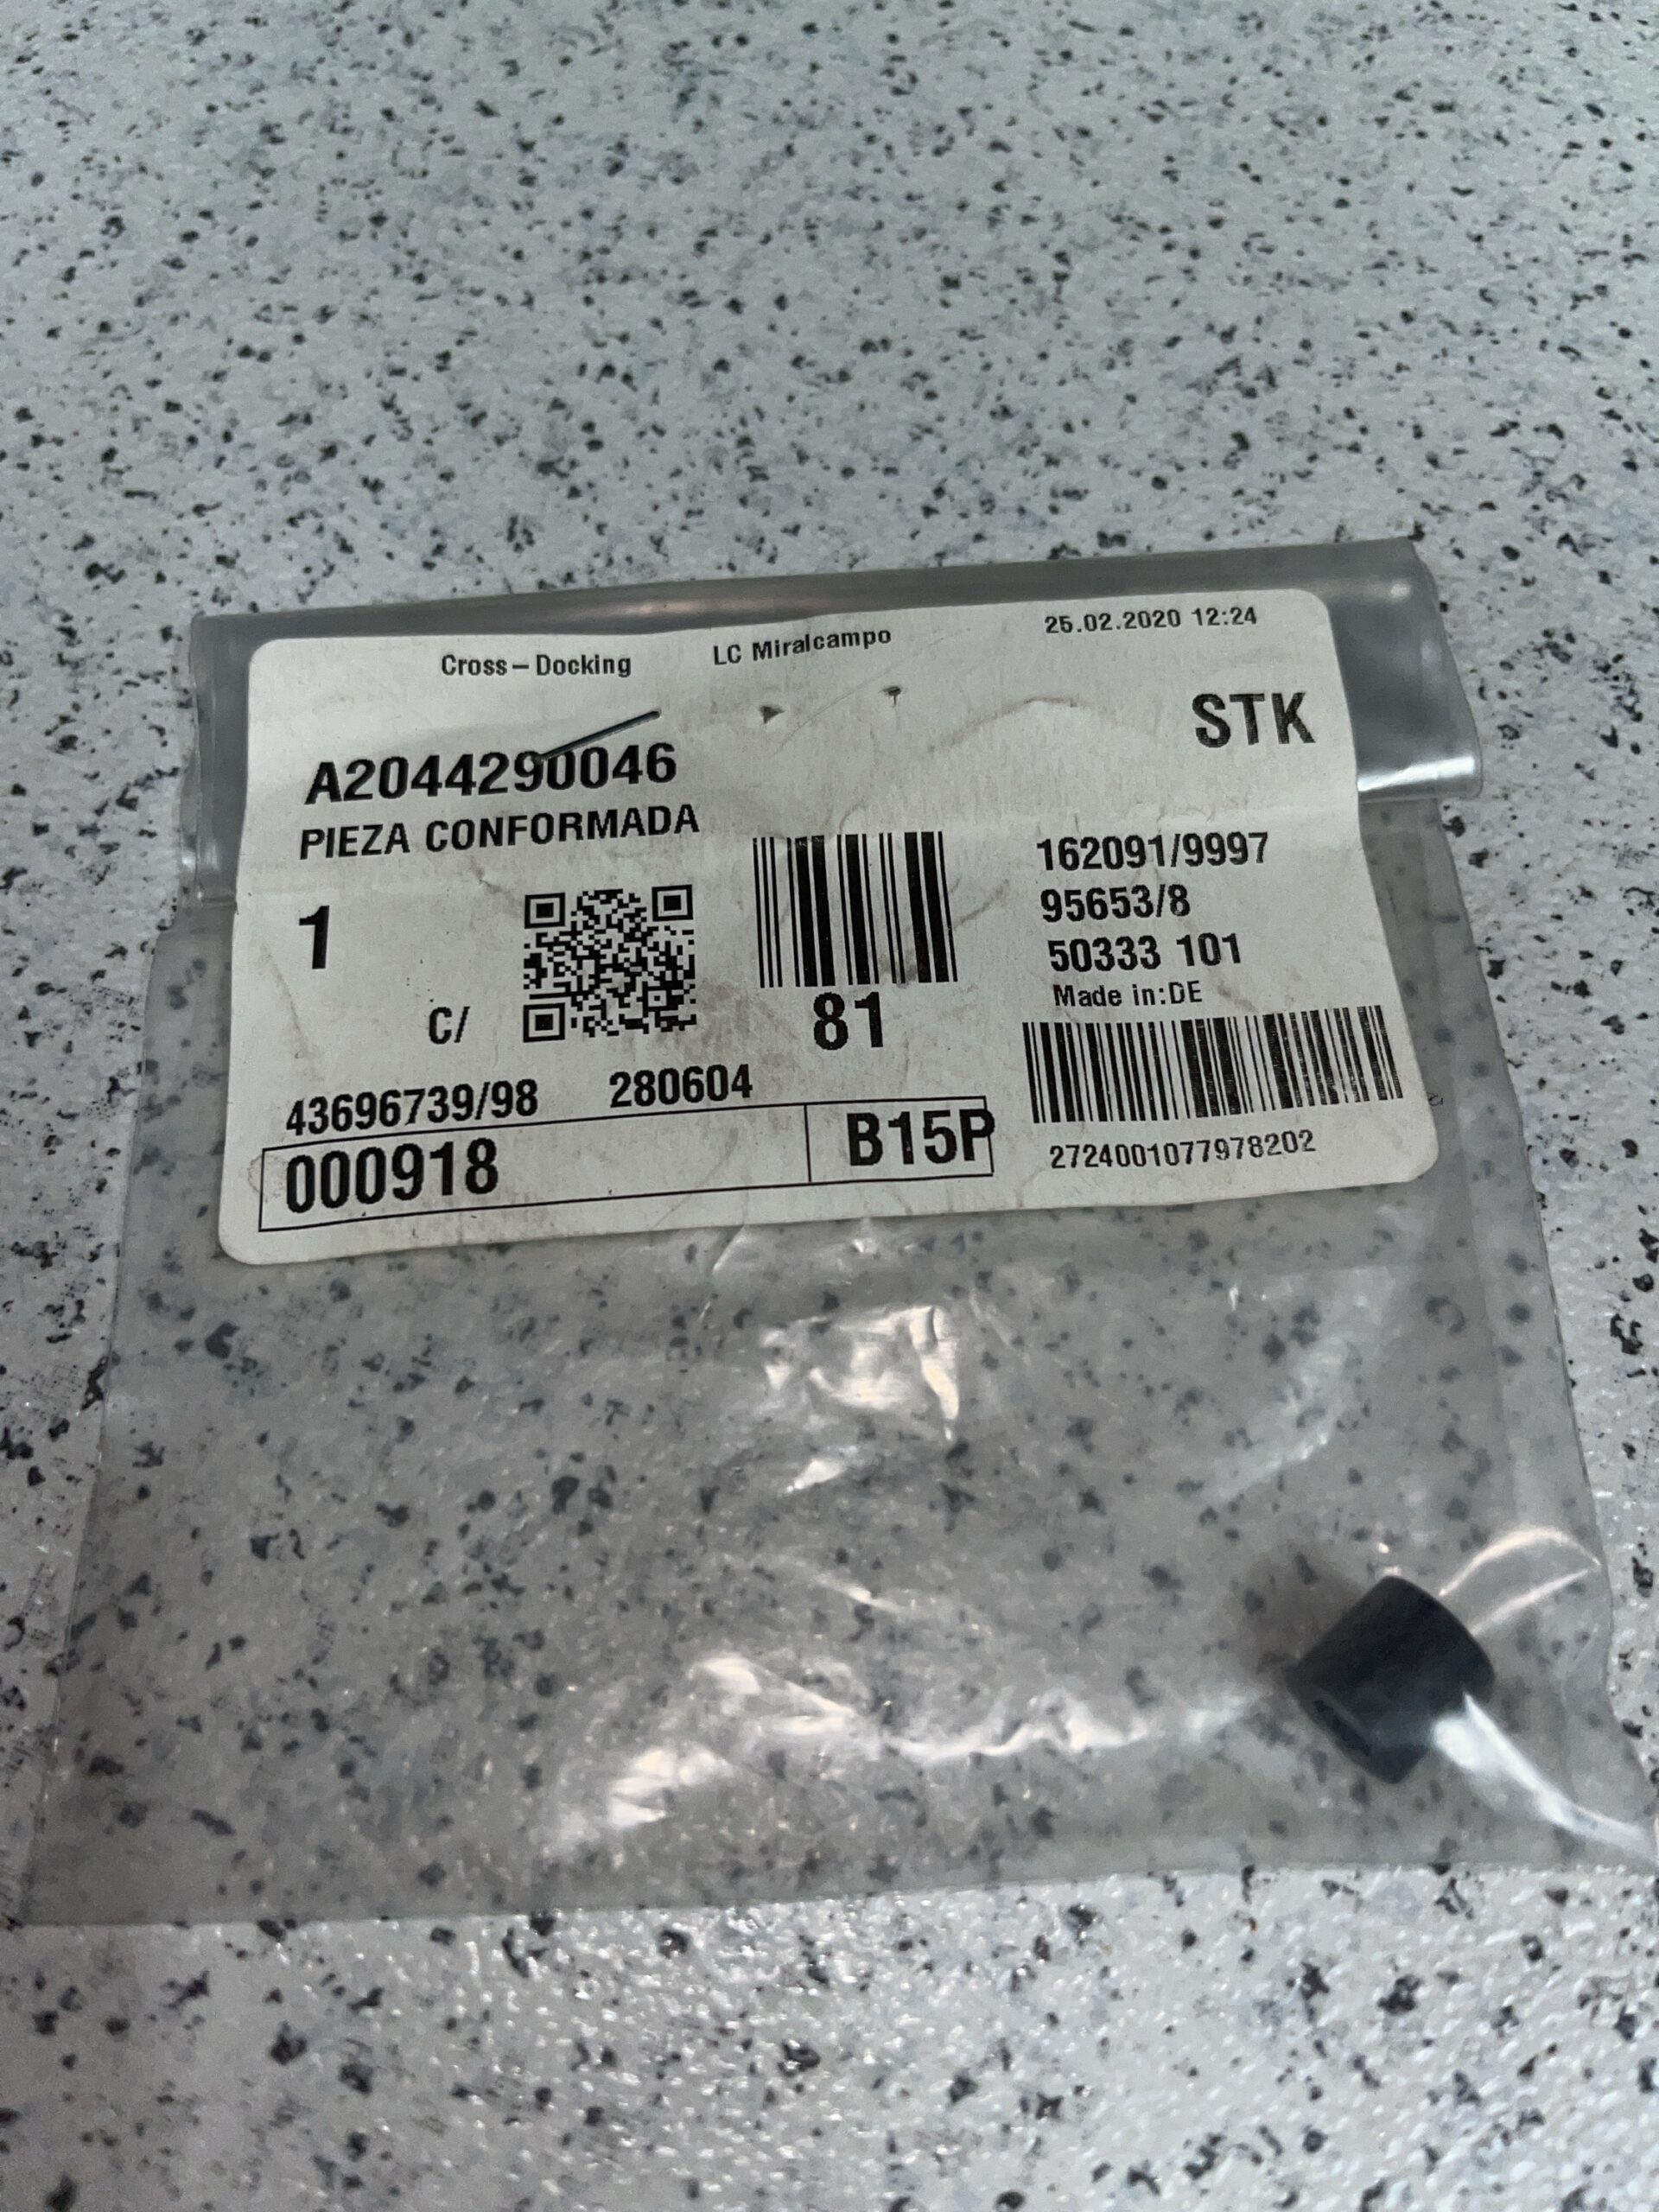 Cross–Docking LC Miralcampo 25.02.2020 12:24
STK
A2044290046
PIEZA CONFORMADA
162091/9997
95653/8
1
50333 101
Made in:DE
C/
81
43696739/98 280604
000918 B15P
2724001077978202